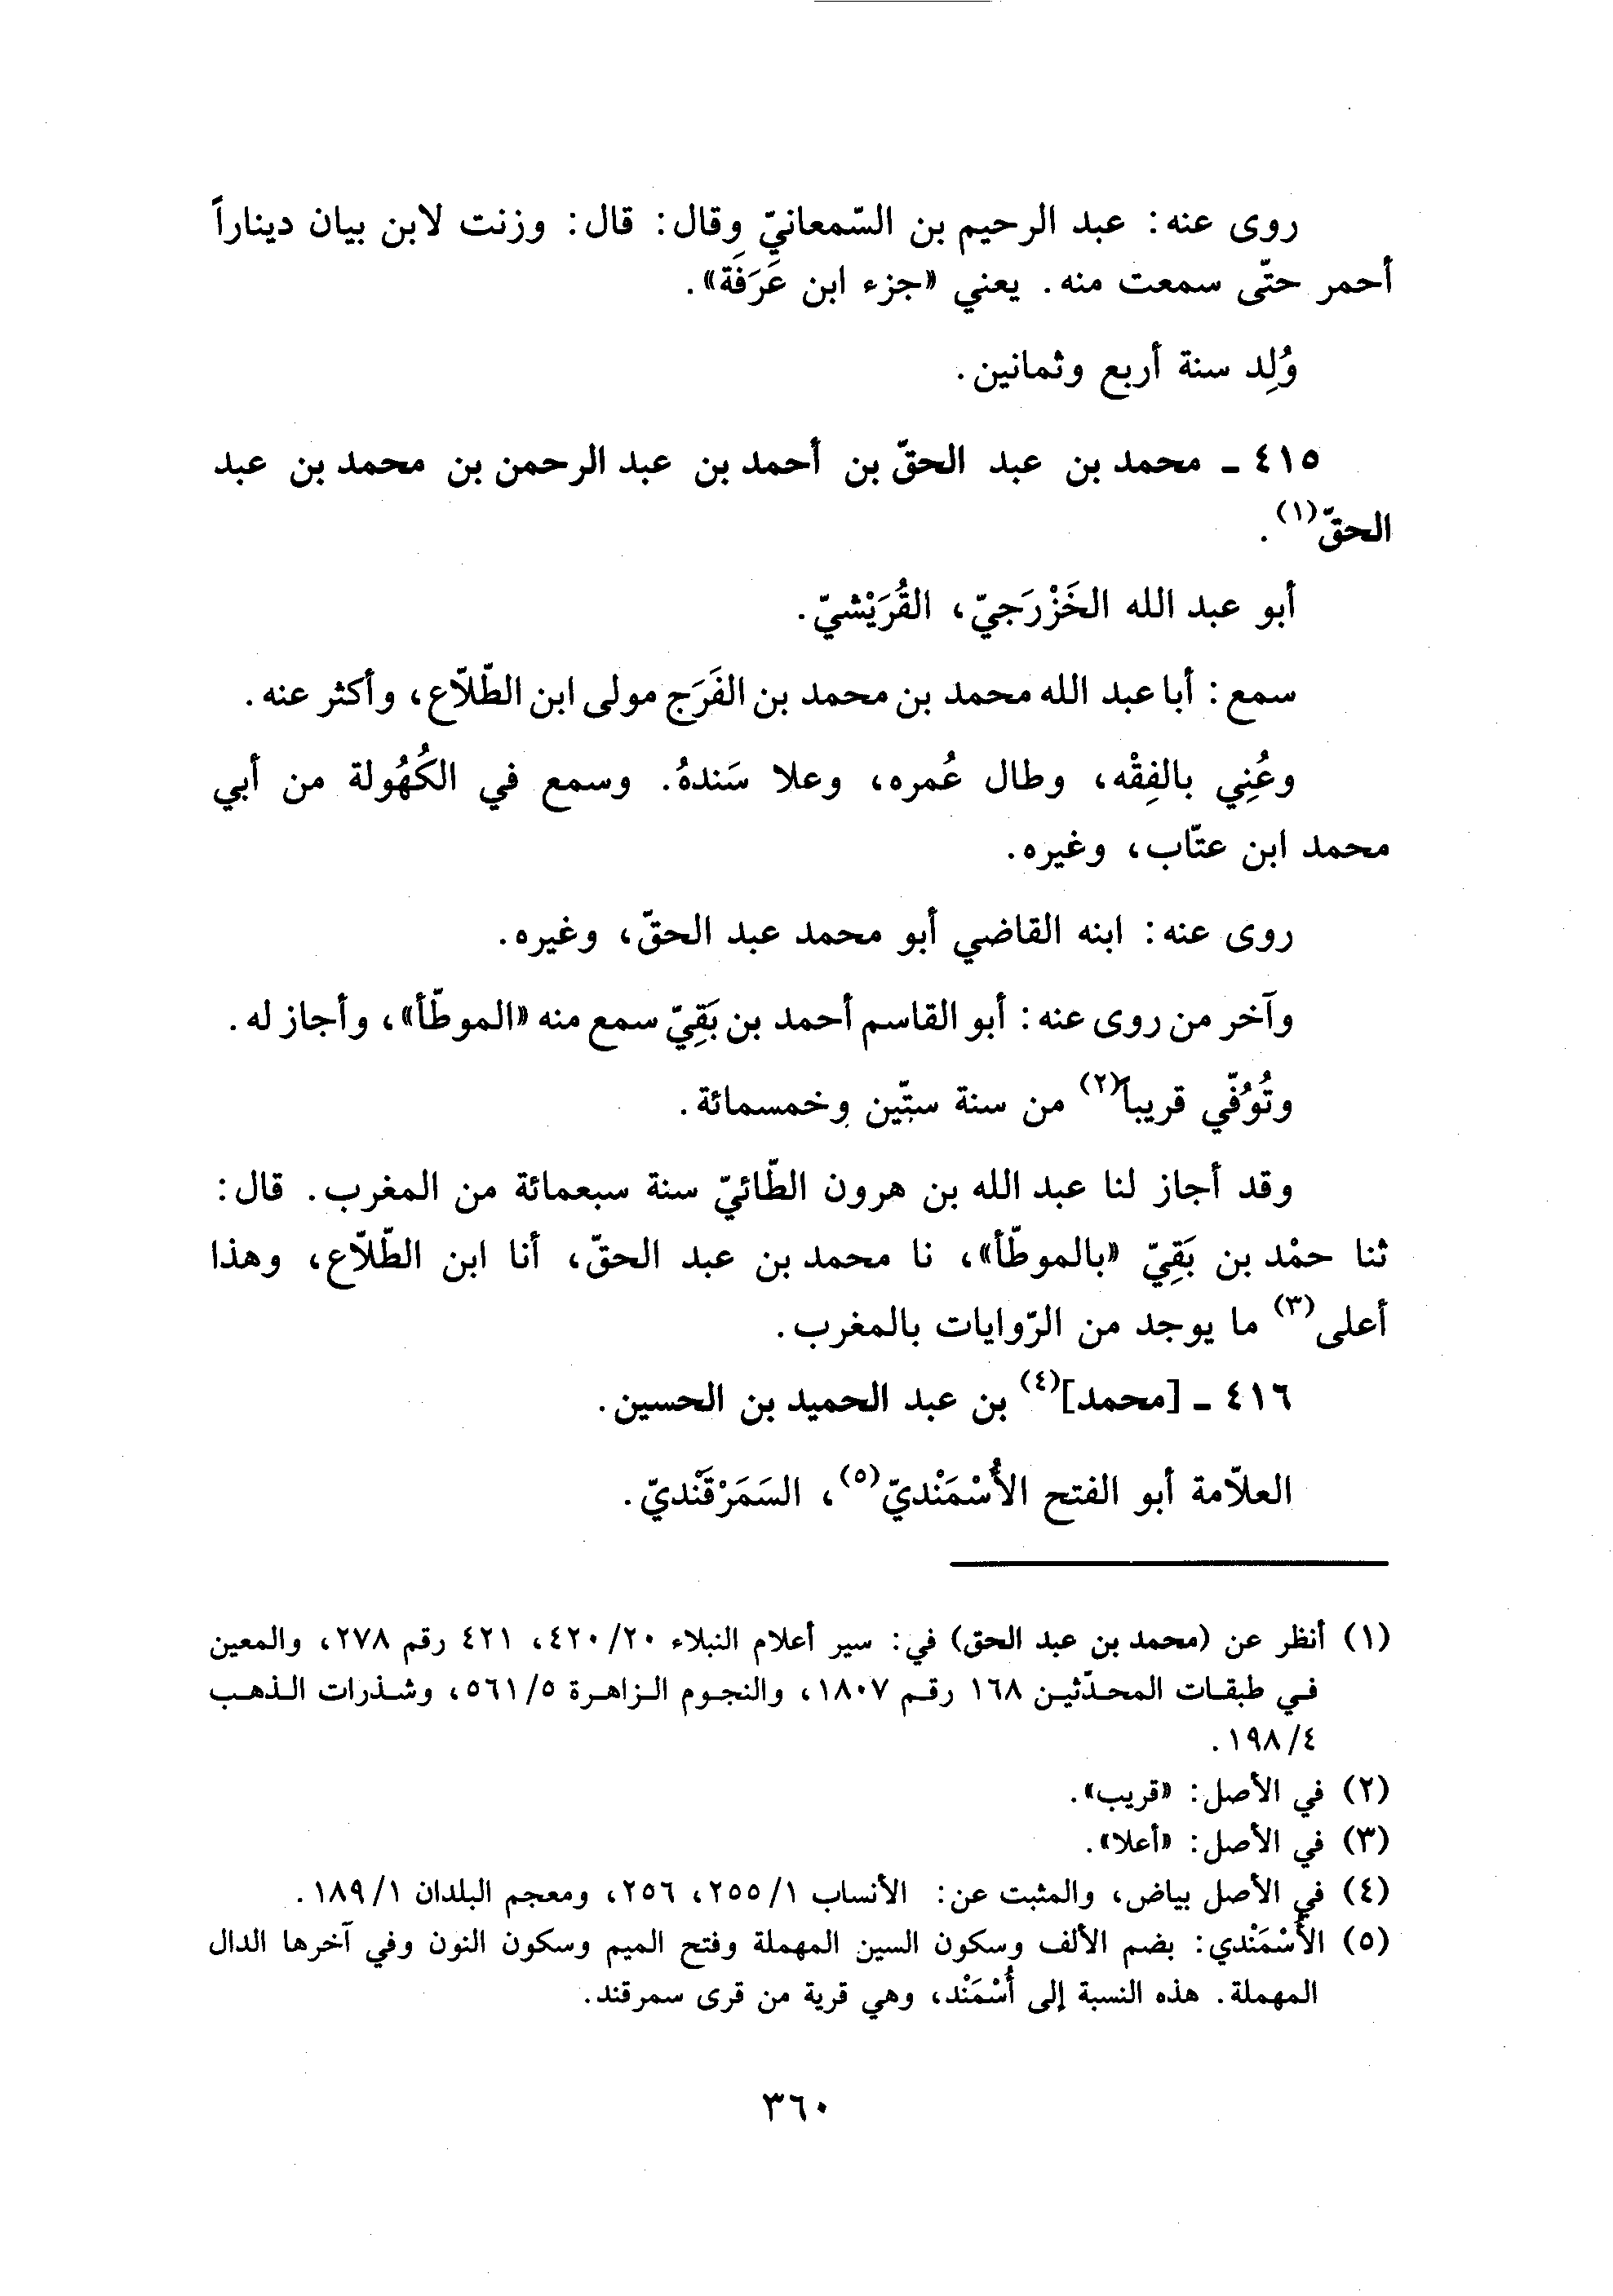 روى عنه: عبد الرحيم بن السّمعانيّ وقال: قال: وزنت لابن بيان ديناراً
أحمر حتّى سمعت منه. يعني «جزء ابن عَرَفَة».
وُلِد سنة أربع وثمانين.
٤١٥ ـ محمد بن عبد الحقّ بن أحمد بن عبد الرحمن بن محمد بن عبد
الحقّ(١).
أبو عبد الله الخَزْرَجيّ، القُرَيْشيّ.
سمع: أبا عبد الله محمد بن محمد بن الفَرَج مولى ابن الطّلّاع، وأكثر عنه.
وعُنِي بالفِقْه، وطال عُمره، وعلا سَندهُ. وسمع في الكُهُولة من أبي
محمد ابن عتّاب، وغيره.
روى عنه: ابنه القاضي أبو محمد عبد الحقّ، وغيره.
وآخر من روى عنه: أبو القاسم أحمد بن بَقِيّ سمع منه «الموطّأ»، وأجاز له.
وتُوُفّي قريباً(٢) من سنة ستّين وخمسمائة.
وقد أجاز لنا عبد الله بن هرون الطّائيّ سنة سبعمائة من المغرب. قال:
ثنا حمْد بن بَقِيّ «بالموطّأ»، نا محمد بن عبد الحقّ، أنا ابن الطّلّاع، وهذا
أعلى(٣) ما يوجد من الرّوايات بالمغرب.
٤١٦ ـ [محمد](٤) بن عبد الحميد بن الحسين.
العلاّمة أبو الفتح الأُسْمَنْديّ(٥)، السَمَرْقَنْديّ.
(١) أنظر عن (محمد بن عبد الحق) في: سير أعلام النبلاء ٤٢٠/٢٠، ٤٢١ رقم ٢٧٨، والمعين
في طبقات المحدّثين ١٦٨ رقم ١٨٠٧، والنجوم الزاهرة ٥٦١/٥، وشذرات الذهب
١٩٨/٤.
(٢) في الأصل: «قريب».
(٣) في الأصل: «أعلا».
(٤) في الأصل بياض، والمثبت عن: الأنساب ٢٥٥/١، ٢٥٦، ومعجم البلدان ١٨٩/١.
(٥) الأُسْمَنْدي: بضم الألف وسكون السين المهملة وفتح الميم وسكون النون وفي آخرها الدال
المهملة. هذه النسبة إلى أُسْمَنْد، وهي قرية من قرى سمرقند.
٣٦٠